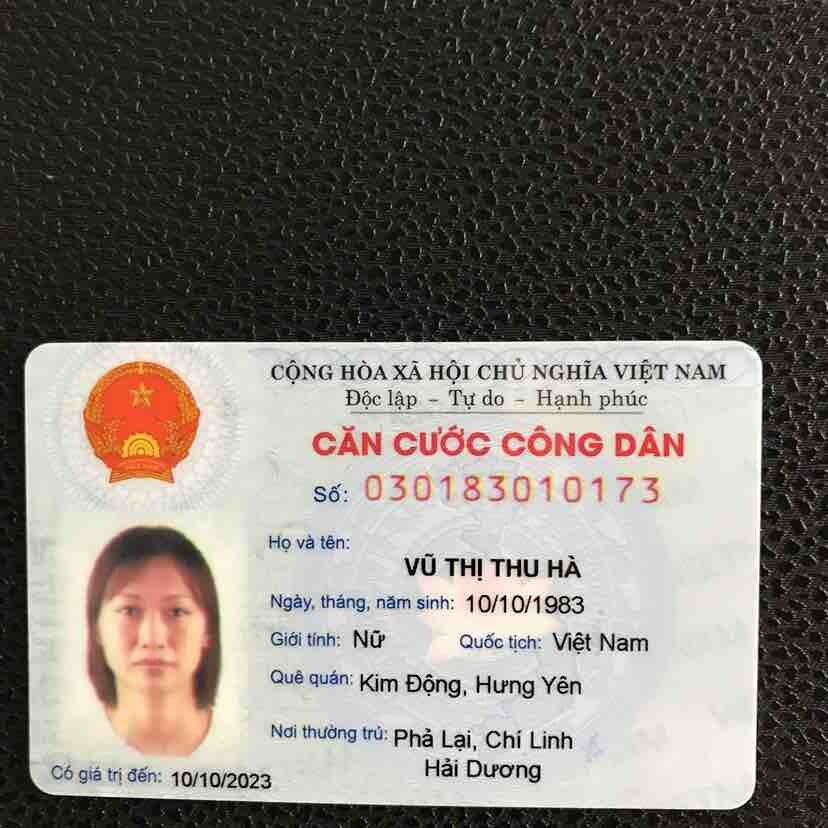 CỘNG HÒA XÃ HỘI CHỦ NGHĨA VIỆT NAM
Độc lập - Tự do - Hạnh phúc
CĂN CƯỚC CÔNG DÂN
Số: 030183010173
Họ và tên:
VŨ THỊ THU HÀ
Ngày, tháng, năm sinh: 10/10/1983
Giới tính: Nữ Quốc tịch: Việt Nam
Quê quán: Kim Động, Hưng Yên
Nơi thường trú: Phả Lại, Chí Linh
Hải Dương
Có giá trị đến: 10/10/2023